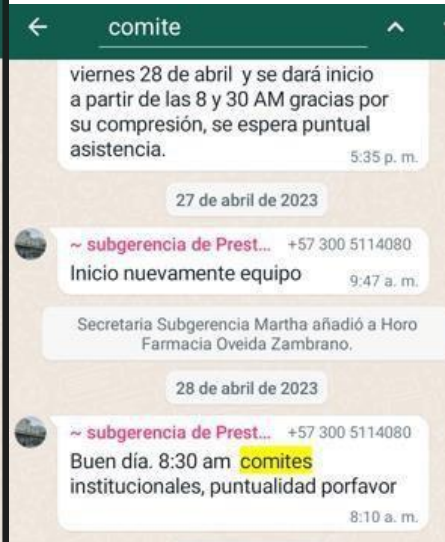 comite
viernes 28 de abril y se dará inicio
a partir de las 8 y 30 AM gracias por
su compresión, se espera puntual
asistencia.
5:35 p. m.
27 de abril de 2023
~ subgerencia de Prest... +57 300 5114080
Inicio nuevamente equipo
9:47 a. m.
Secretaria Subgerencia Martha añadió a Horo
Farmacia Oveida Zambrano.
28 de abril de 2023
~ subgerencia de Prest... +57 300 5114080
Buen día. 8:30 am comites
institucionales, puntualidad porfavor
8:10 a. m.